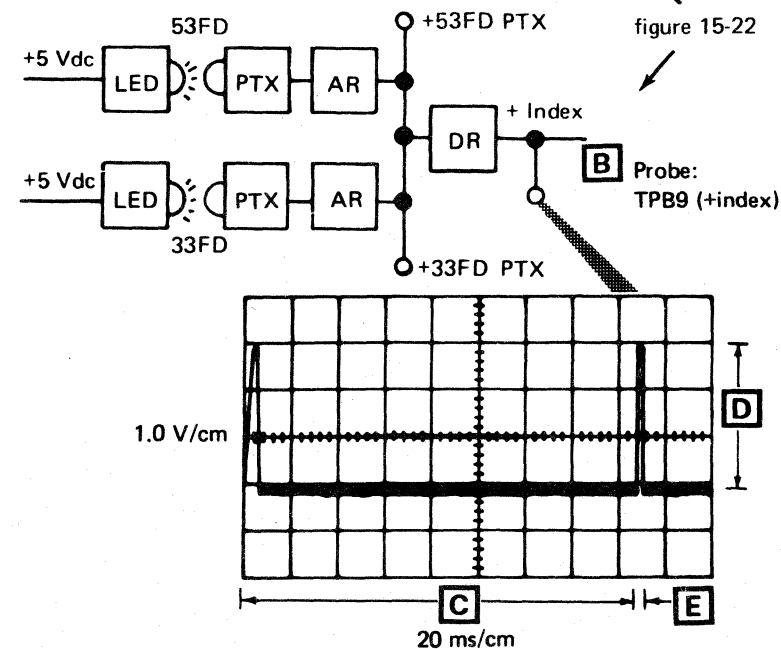 53FD
+53FD PTX
figure 15-22
+5 Vdc
LED
PTX
AR
+ Index
DR
B
Probe:
TPB9 (+index)
+5 Vdc
LED
PTX
AR
33FD
+33FD PTX
D
1.0 V/cm
C
E
20 ms/cm